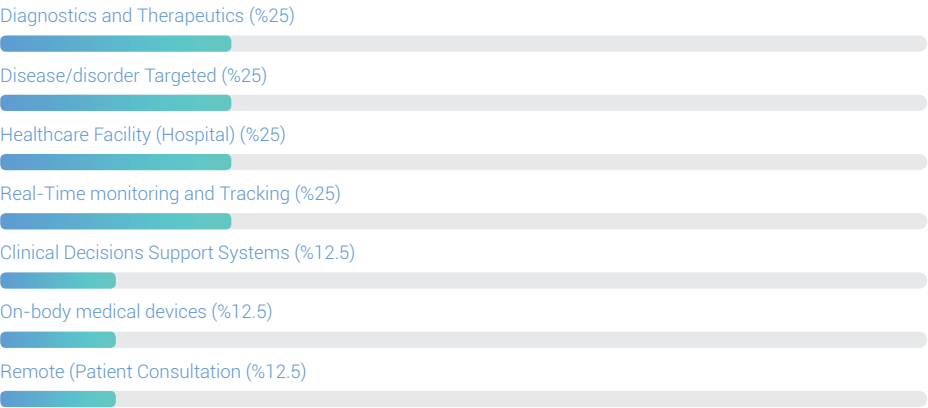 Diagnostics and Therapeutics (%25)
Disease/disorder Targeted (%25)
Healthcare Facility (Hospital) (%25)
Real-Time monitoring and Tracking (%25)
Clinical Decisions Support Systems (%12.5)
On-body medical devices (%12.5)
Remote (Patient Consultation (%12.5)